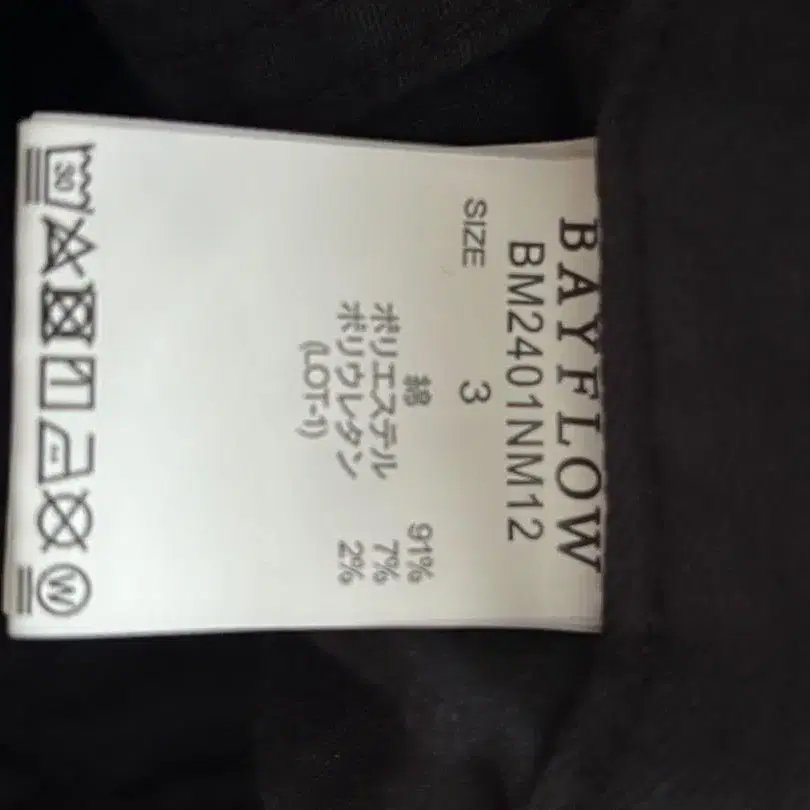 BAYFLOW
BM2401NM12
SIZE 3
綿 91%
ポリエステル 7%
ポリウレタン 2%
(LOT-1)
30
W